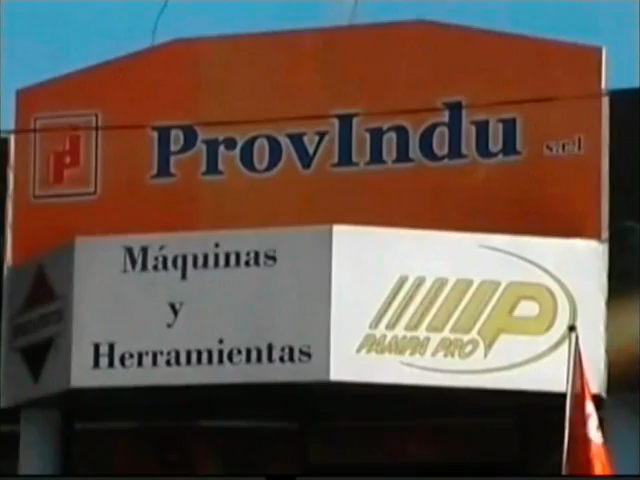 ProvIndu s.r.l
Máquinas
y
Herramientas
PAMPA PRO